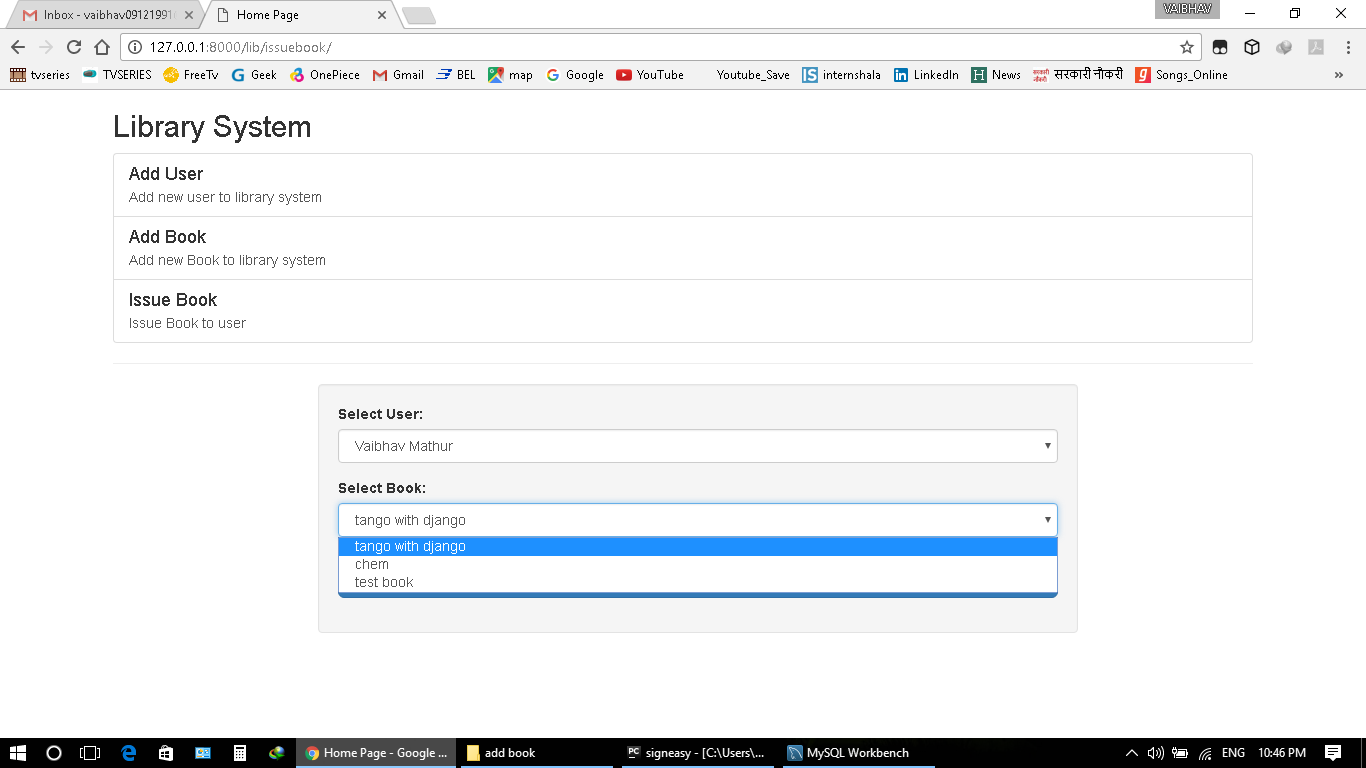 Inbox - vaibhav09121991
Home Page
VAIBHAV
127.0.0.1:8000/lib/issuebook/
tvseries TVSERIES FreeTv Geek OnePiece Gmail BEL map Google YouTube Youtube_Save internshala LinkedIn News सरकारी नौकरी Songs_Online »
Library System
Add User
Add new user to library system
Add Book
Add new Book to library system
Issue Book
Issue Book to user
Select User:
Vaibhav Mathur
Select Book:
tango with django
tango with django
chem
test book
Home Page - Google ... add book signeasy - [C:\Users\... MySQL Workbench ENG 10:46 PM